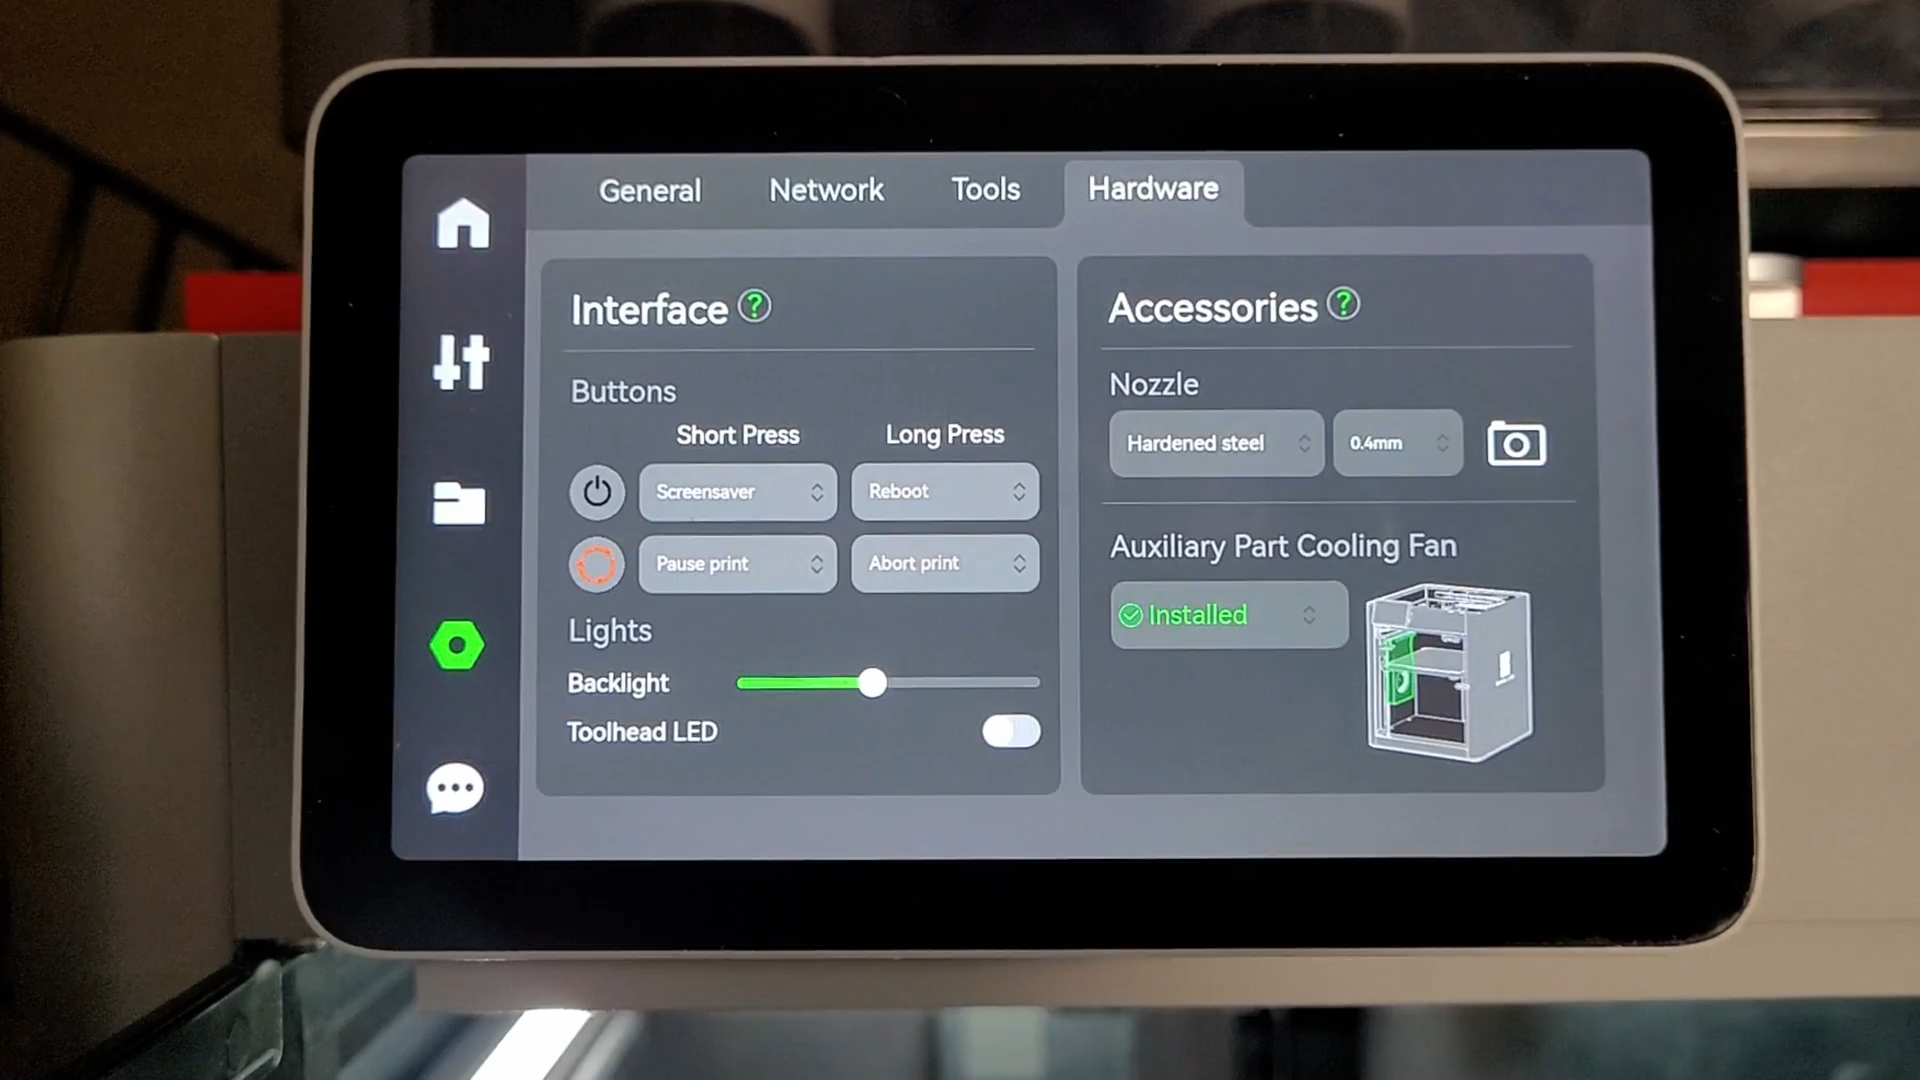 General Network Tools Hardware
Interface ?
Buttons
Short Press Long Press
Screensaver Reboot
Pause print Abort print
Lights
Backlight
Toolhead LED
Accessories ?
Nozzle
Hardened steel 0.4mm
Auxiliary Part Cooling Fan
Installed